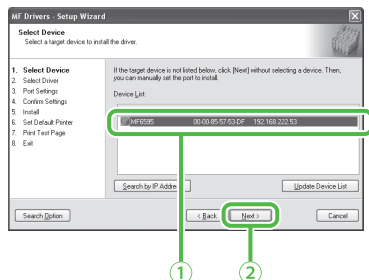 MF Drivers - Setup Wizard
Select Device
Select a target device to install the driver.
1. Select Device
2. Select Driver
3. Port Settings
4. Confirm Settings
5. Install
6. Set Default Printer
7. Print Test Page
8. Exit
If the target device is not listed below, click [Next] without selecting a device. Then,
you can manually set the port to install.
Device List:
MF6595 00-00-85-57-53-DF 192.168.222.53
Search by IP Address
Update Device List
Search Option
< Back
Next >
Cancel
1
2